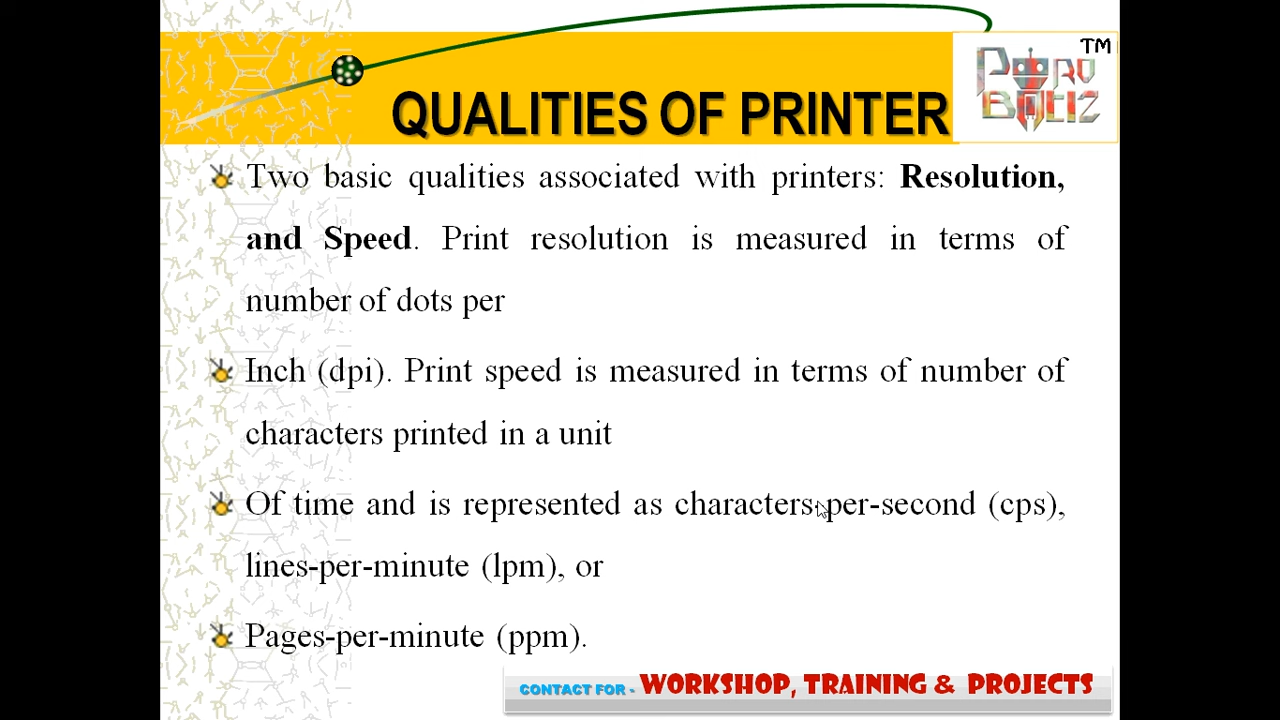 TM
PORO
BOTIZ
QUALITIES OF PRINTER
Two basic qualities associated with printers: Resolution,
and Speed. Print resolution is measured in terms of
number of dots per
Inch (dpi). Print speed is measured in terms of number of
characters printed in a unit
Of time and is represented as characters-per-second (cps),
lines-per-minute (lpm), or
Pages-per-minute (ppm).
CONTACT FOR - WORKSHOP, TRAINING & PROJECTS